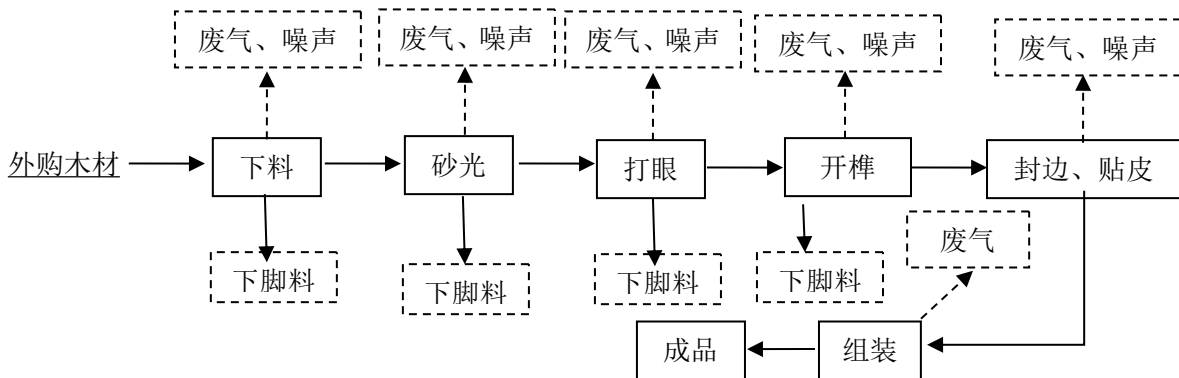 废气、噪声
废气、噪声
废气、噪声
废气、噪声
废气、噪声
外购木材
下料
砂光
打眼
开榫
封边、贴皮
下脚料
下脚料
下脚料
下脚料
废气
成品
组装